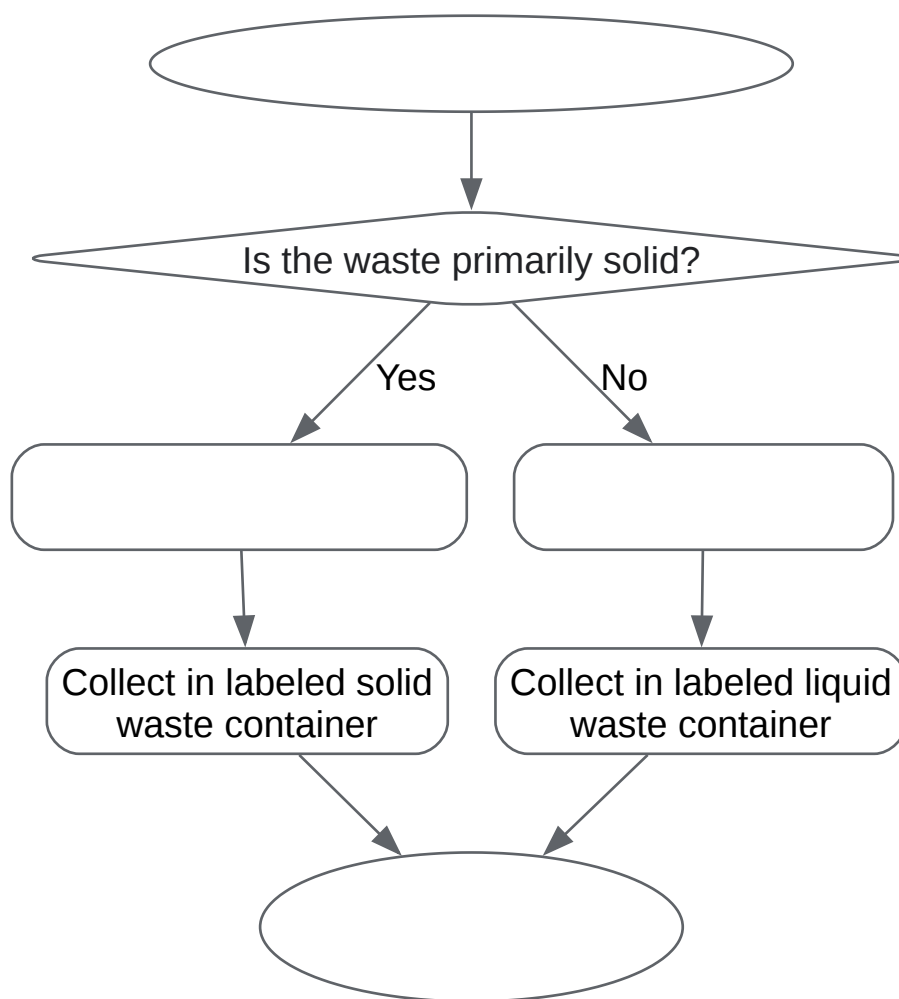 Is the waste primarily solid?
Yes
No
Collect in labeled solid
waste container
Collect in labeled liquid
waste container